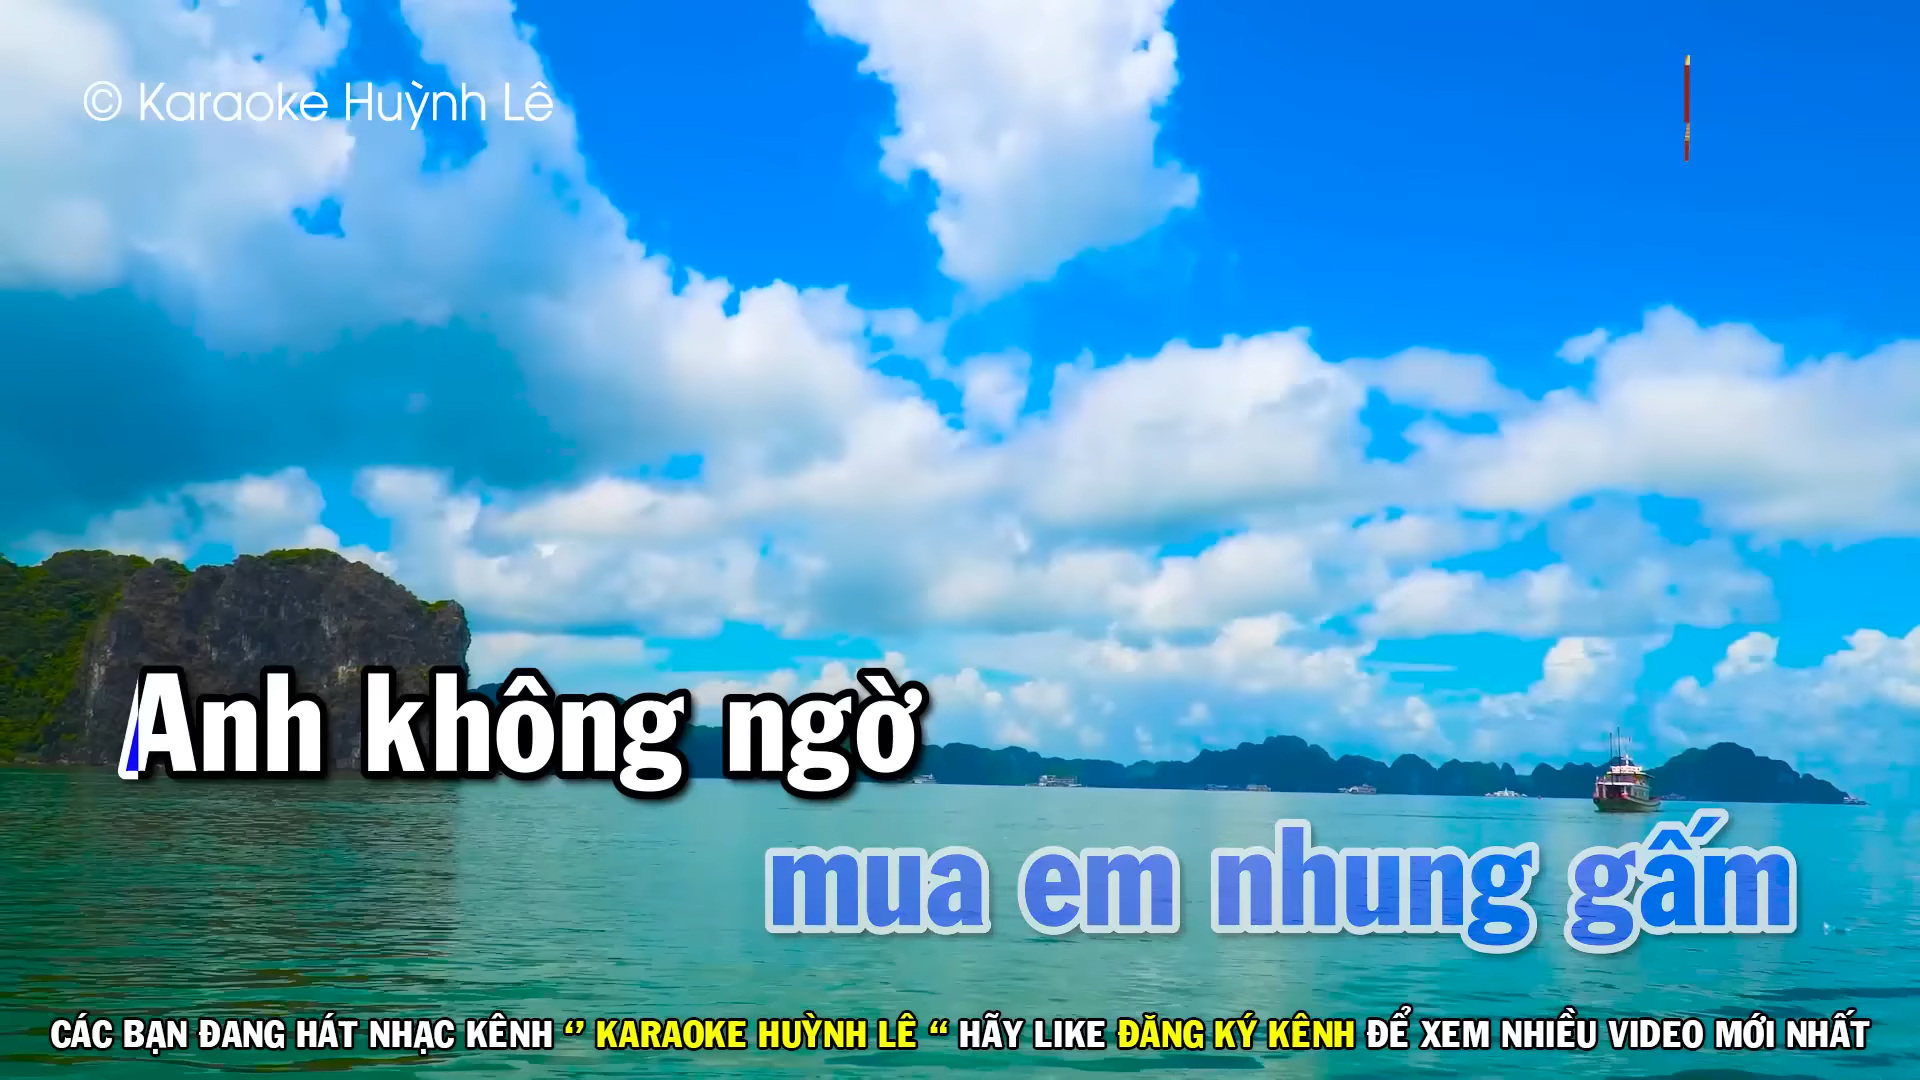 © Karaoke Huỳnh Lê
Anh không ngờ
mua em nhung gấm
CÁC BẠN ĐANG HÁT NHẠC KÊNH ‘’ KARAOKE HUỲNH LÊ “ HÃY LIKE ĐĂNG KÝ KÊNH ĐỂ XEM NHIỀU VIDEO MỚI NHẤT